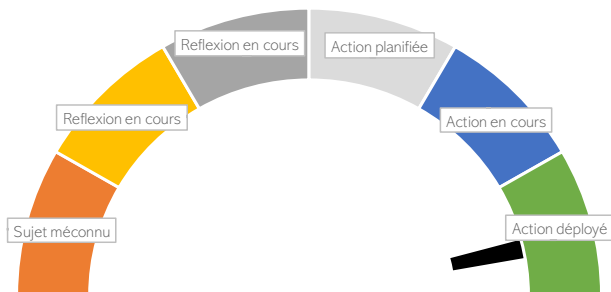 Reflexion en cours
Action planifiée
Reflexion en cours
Action en cours
Sujet méconnu
Action déployé